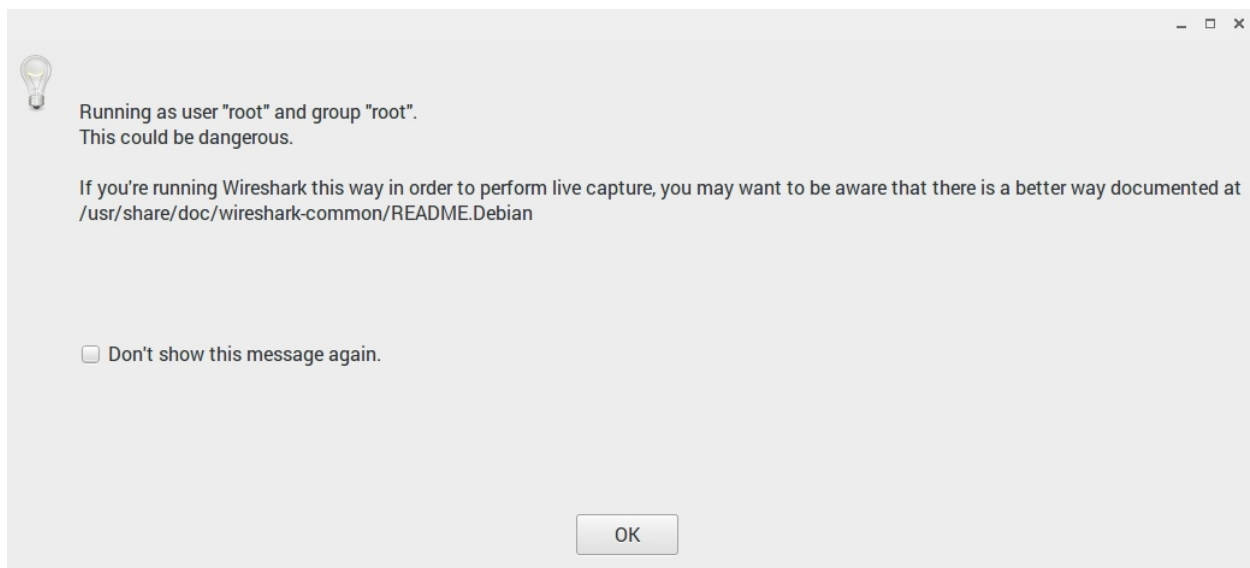 Running as user "root" and group "root".
This could be dangerous.
If you're running Wireshark this way in order to perform live capture, you may want to be aware that there is a better way documented at
/usr/share/doc/wireshark-common/README.Debian
Don't show this message again.
OK